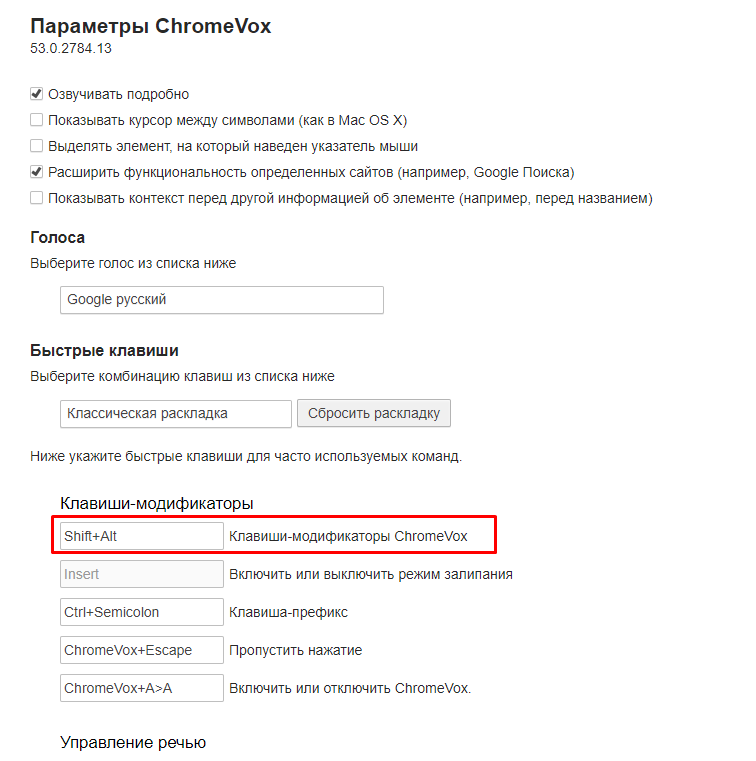 Параметры ChromeVox
53.0.2784.13
Озвучивать подробно
Показывать курсор между символами (как в Mac OS X)
Выделять элемент, на который наведен указатель мыши
Расширить функциональность определенных сайтов (например, Google Поиска)
Показывать контекст перед другой информацией об элементе (например, перед названием)
Голоса
Выберите голос из списка ниже
Google русский
Быстрые клавиши
Выберите комбинацию клавиш из списка ниже
Классическая раскладка Сбросить раскладку
Ниже укажите быстрые клавиши для часто используемых команд.
Клавиши-модификаторы
Shift+Alt Клавиши-модификаторы ChromeVox
Insert Включить или выключить режим залипания
Ctrl+Semicolon Клавиша-префикс
ChromeVox+Escape Пропустить нажатие
ChromeVox+A>A Включить или отключить ChromeVox.
Управление речью